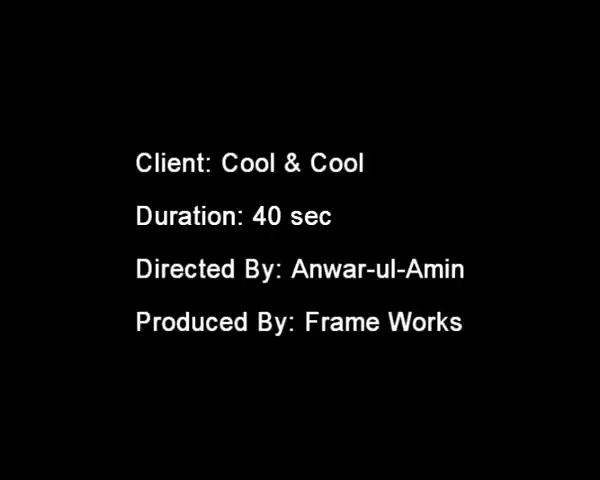 Client: Cool & Cool
Duration: 40 sec
Directed By: Anwar-ul-Amin
Produced By: Frame Works